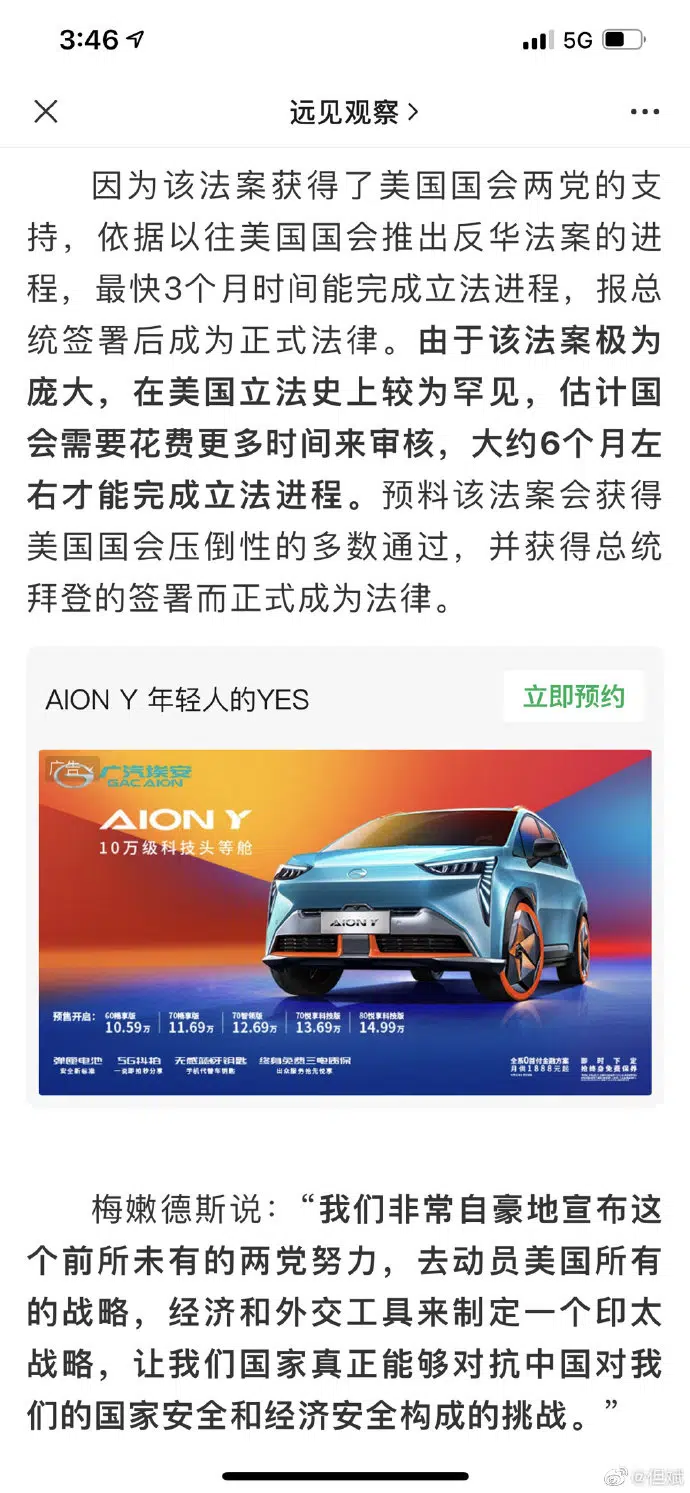 3:46
5G
远见观察
因为该法案获得了美国国会两党的支
持，依据以往美国国会推出反华法案的进
程，最快3个月时间能完成立法进程，报总
统签署后成为正式法律。由于该法案极为
庞大，在美国立法史上较为罕见，估计国
会需要花费更多时间来审核，大约6个月左
右才能完成立法进程。预料该法案会获得
美国国会压倒性的多数通过，并获得总统
拜登的签署而正式成为法律。
AION Y 年轻人的YES
立即预约
广告
广汽埃安
GAC AION
AION Y
10万级科技头等舱
AION Y
预售开启：
60畅享版 70畅享版 70智领版 70悦享科技版 80悦享科技版
10.59万 11.69万 12.69万 13.69万 14.99万
弹匣电池 5G抖拍 无感蓝牙钥匙 终身免费三电质保
安全新标准 一说即拍秒分享 手机代替车钥匙 出众服务抢先悦享
全系0首付金融方案 即时下定
月供1888元起 抢终身免费保养
梅嫩德斯说：“我们非常自豪地宣布这
个前所未有的两党努力，去动员美国所有
的战略，经济和外交工具来制定一个印太
战略，让我们国家真正能够对抗中国对我
们的国家安全和经济安全构成的挑战。”
@但斌